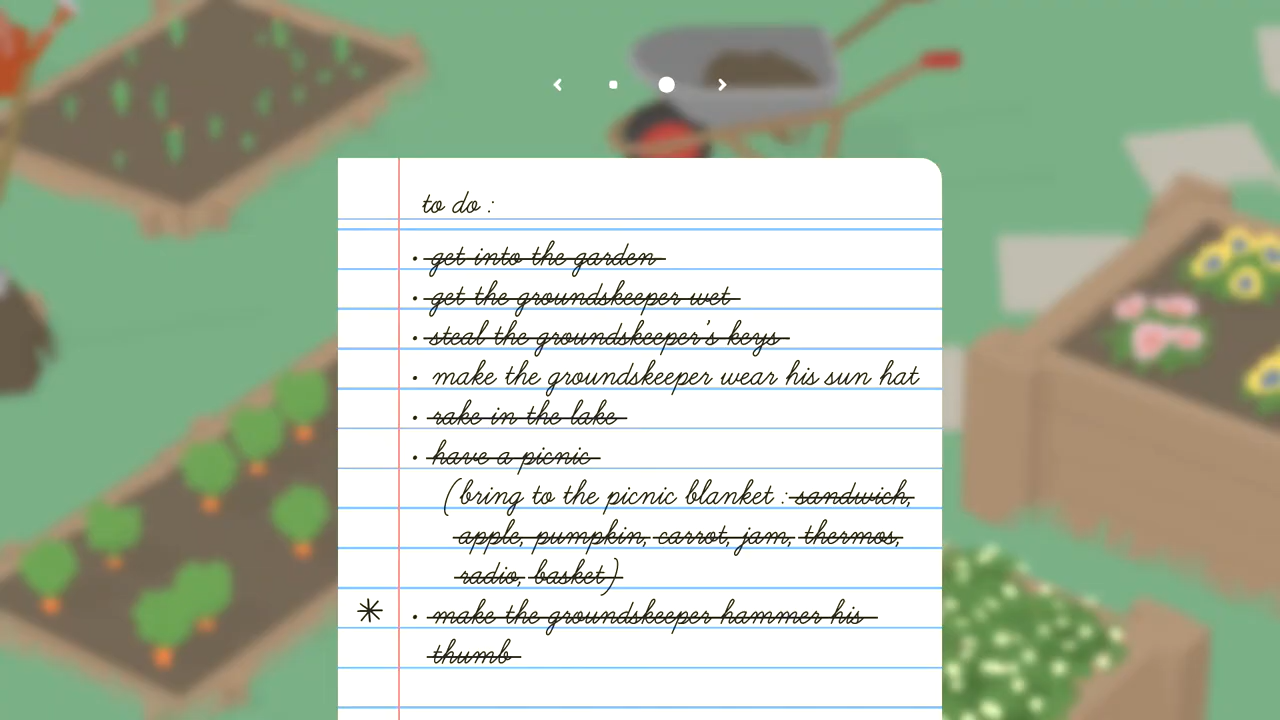 to do :
• get into the garden
• get the groundskeeper wet
• steal the groundskeeper's keys
• make the groundskeeper wear his sun hat
• rake in the lake
• have a picnic
(bring to the picnic blanket : sandwich,
apple, pumpkin, carrot, jam, thermos,
radio, basket)
• make the groundskeeper hammer his
thumb